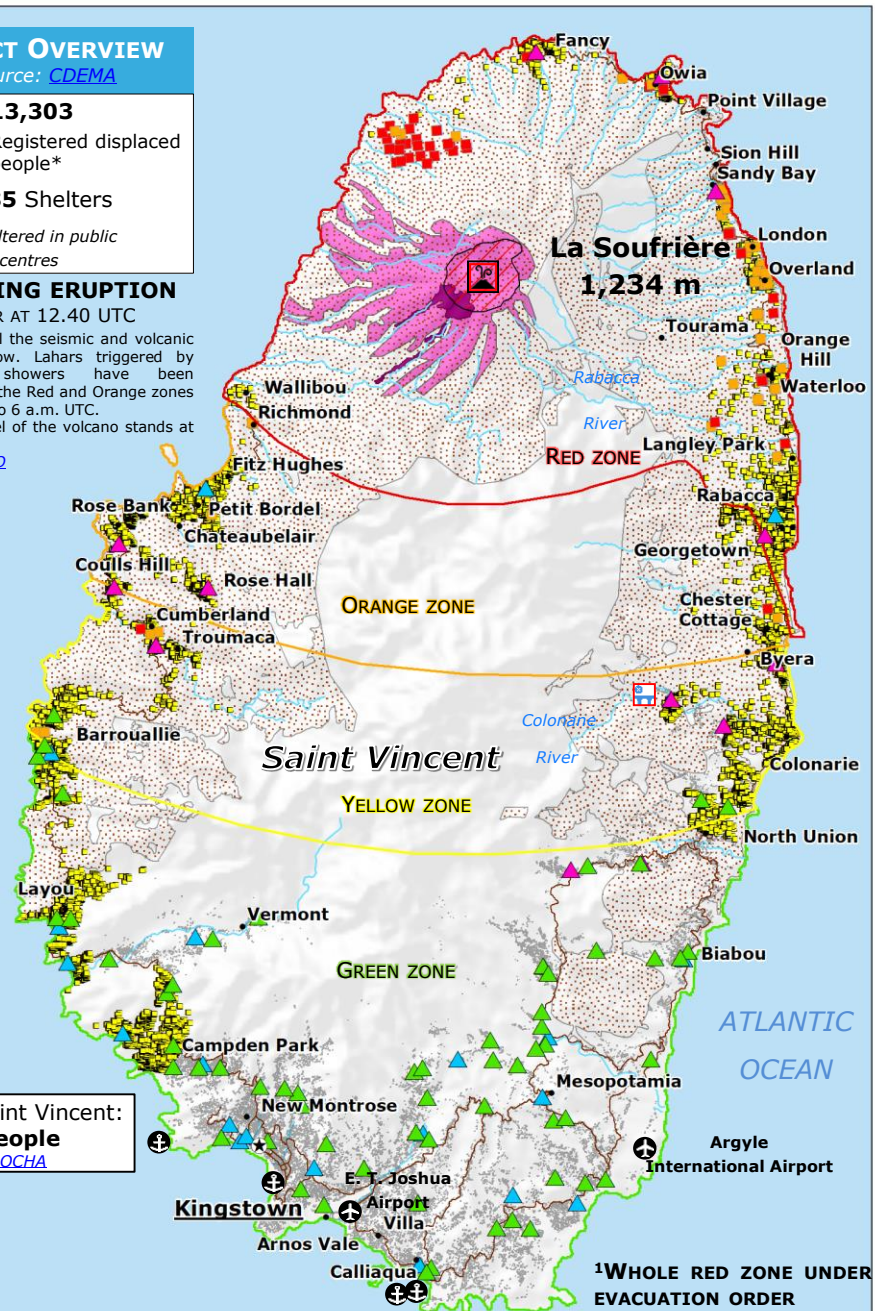 CT OVERVIEW
urce: CDEMA
13,303
Registered displaced
eople*
35 Shelters
ltered in public
centres
ING ERUPTION
R AT 12.40 UTC
l the seismic and volcanic
ow. Lahars triggered by
showers have been
the Red and Orange zones
o 6 a.m. UTC.
el of the volcano stands at
Fancy
Owia
Point Village
Sion Hill
Sandy Bay
London
La Soufrière
1,234 m
Overland
Tourama
Orange
Hill
Rabacca
River
Waterloo
Wallibou
Richmond
Langley Park
RED ZONE
Fitz Hughes
Rabacca
Rose Bank
Petit Bordel
Chateaubelair
Georgetown
Coulls Hill
Rose Hall
ORANGE ZONE
Chester
Cottage
Cumberland
Troumaca
Byera
Colonane
River
Barrouallie
Saint Vincent
Colonarie
YELLOW ZONE
North Union
Layou
Vermont
Biabou
GREEN ZONE
ATLANTIC
OCEAN
Campden Park
Mesopotamia
New Montrose
int Vincent:
eople
OCHA
Argyle
International Airport
E. T. Joshua
Airport
Kingstown
Villa
Arnos Vale
Calliaqua
¹WHOLE RED ZONE UNDER
EVACUATION ORDER